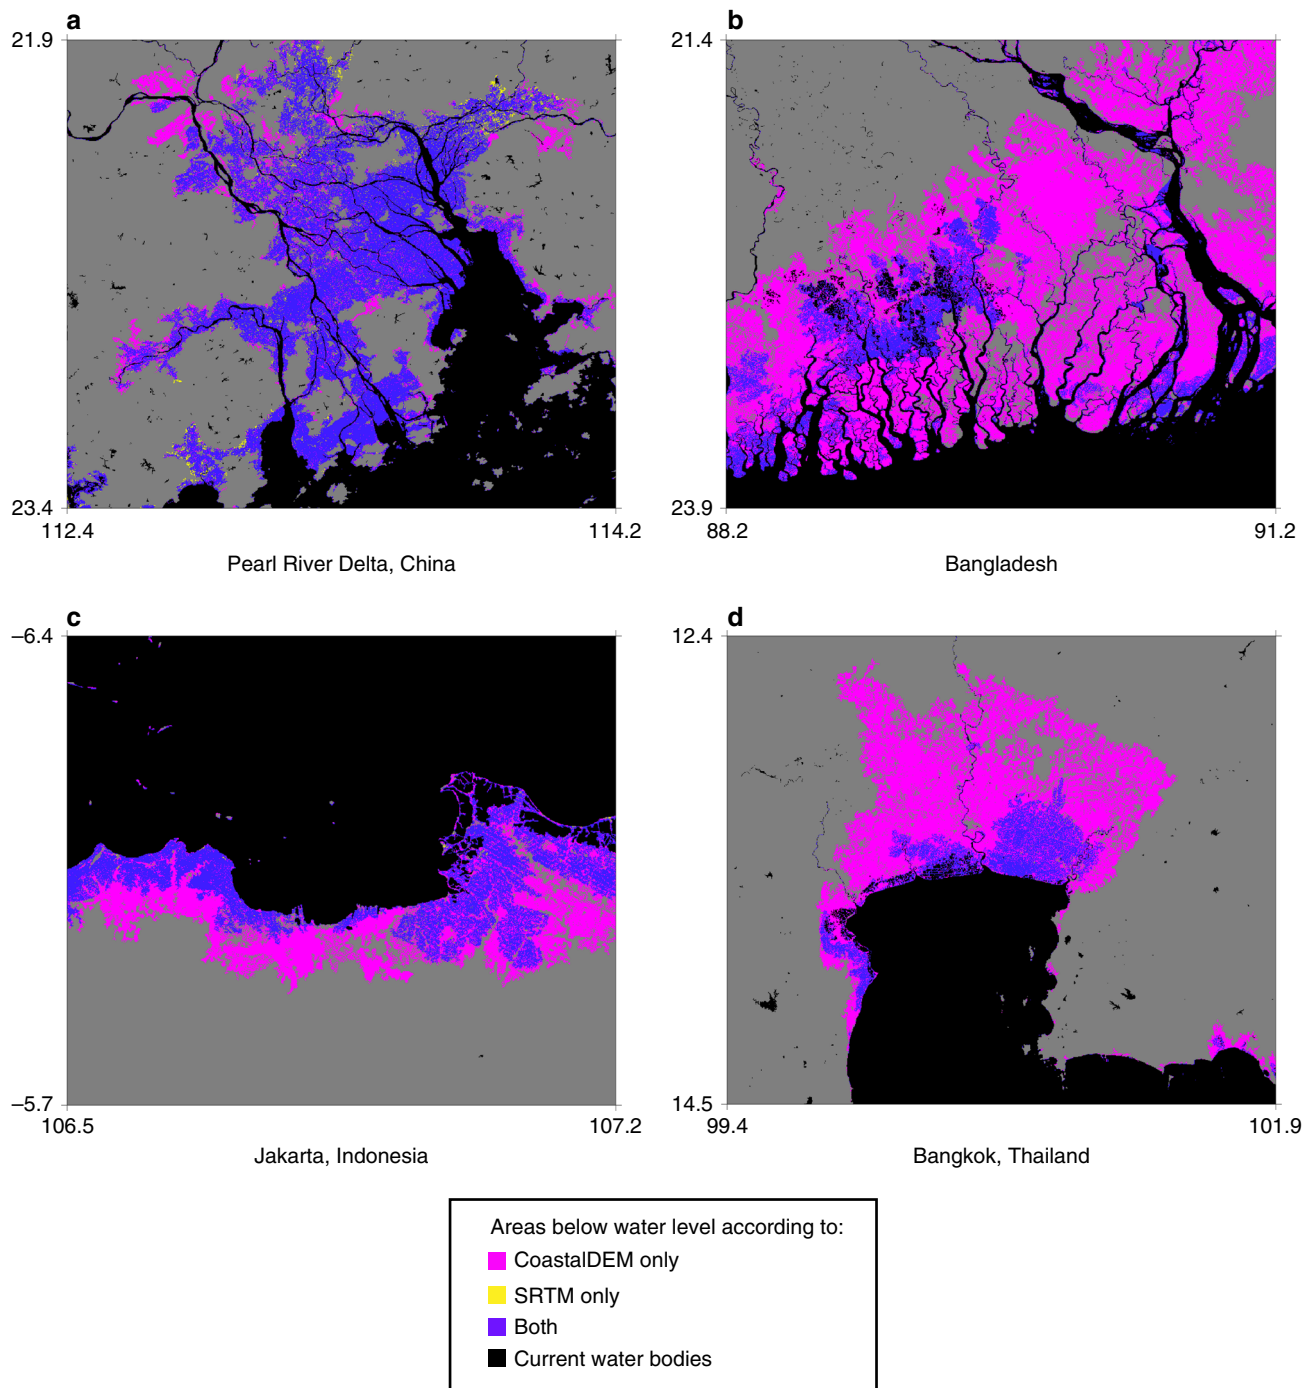 a
b
21.9
23.4
112.4
114.2
Pearl River Delta, China
21.4
23.9
88.2
91.2
Bangladesh
c
d
–6.4
–5.7
106.5
107.2
Jakarta, Indonesia
12.4
14.5
99.4
101.9
Bangkok, Thailand
Areas below water level according to:
CoastalDEM only
SRTM only
Both
Current water bodies